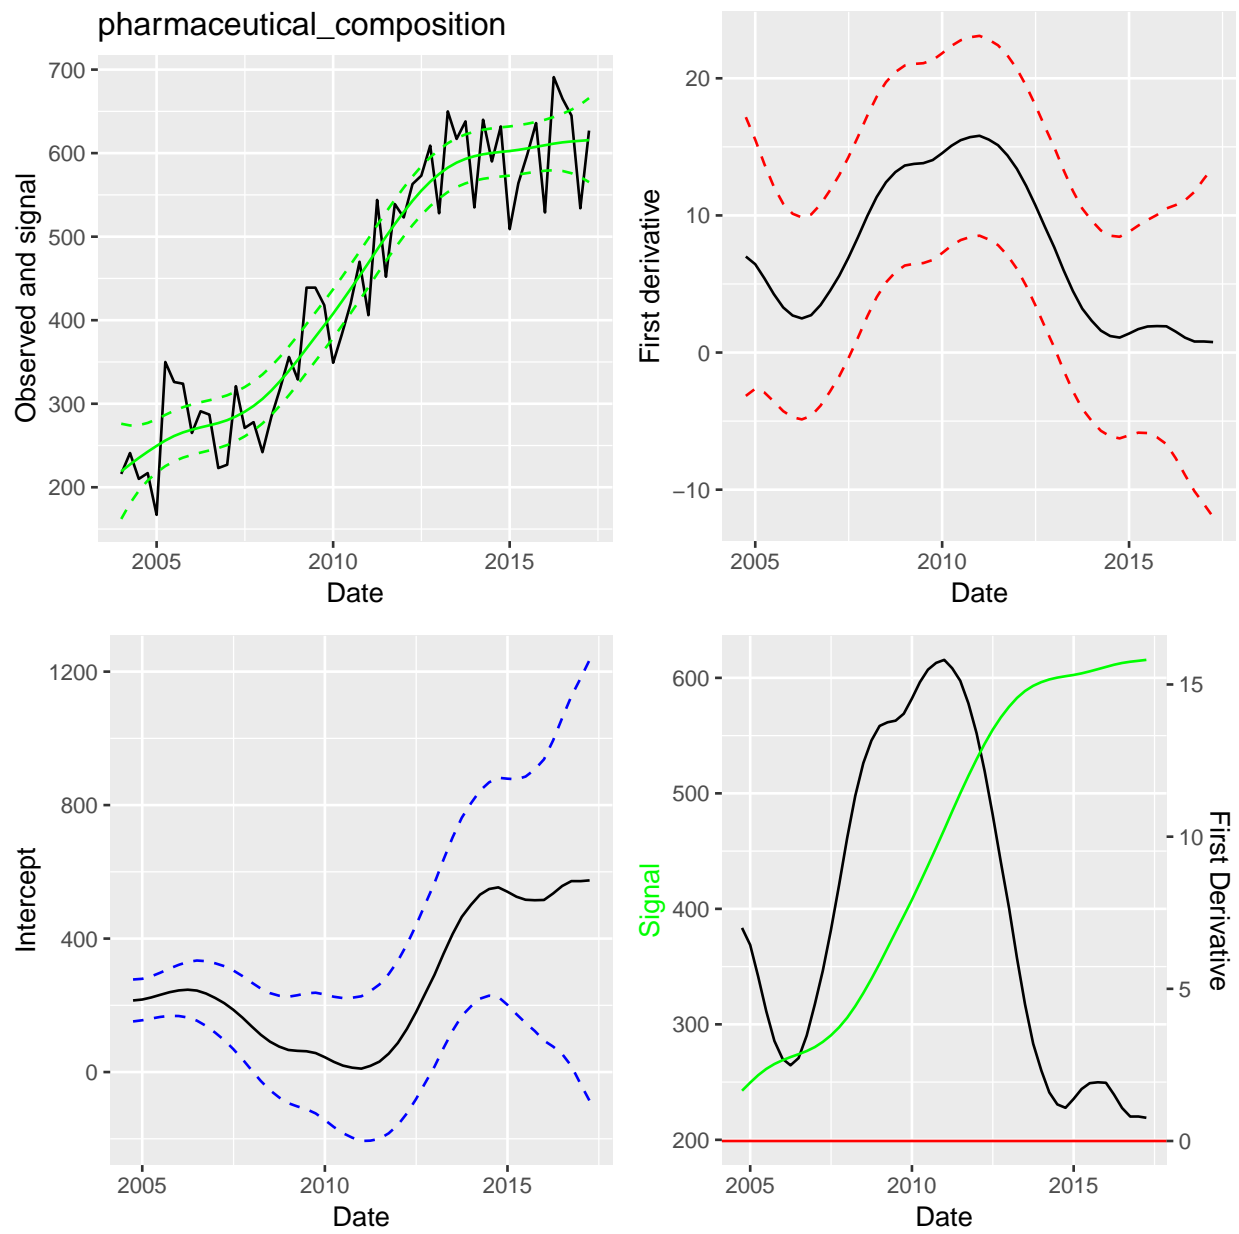 pharmaceutical_composition
Observed and signal
700
600
500
400
300
200
2005 2010 2015
Date
First derivative
20
10
0
−10
2005 2010 2015
Date
Intercept
1200
800
400
0
2005 2010 2015
Date
Signal
600
500
400
300
200
15
10
5
0
First Derivative
2005 2010 2015
Date